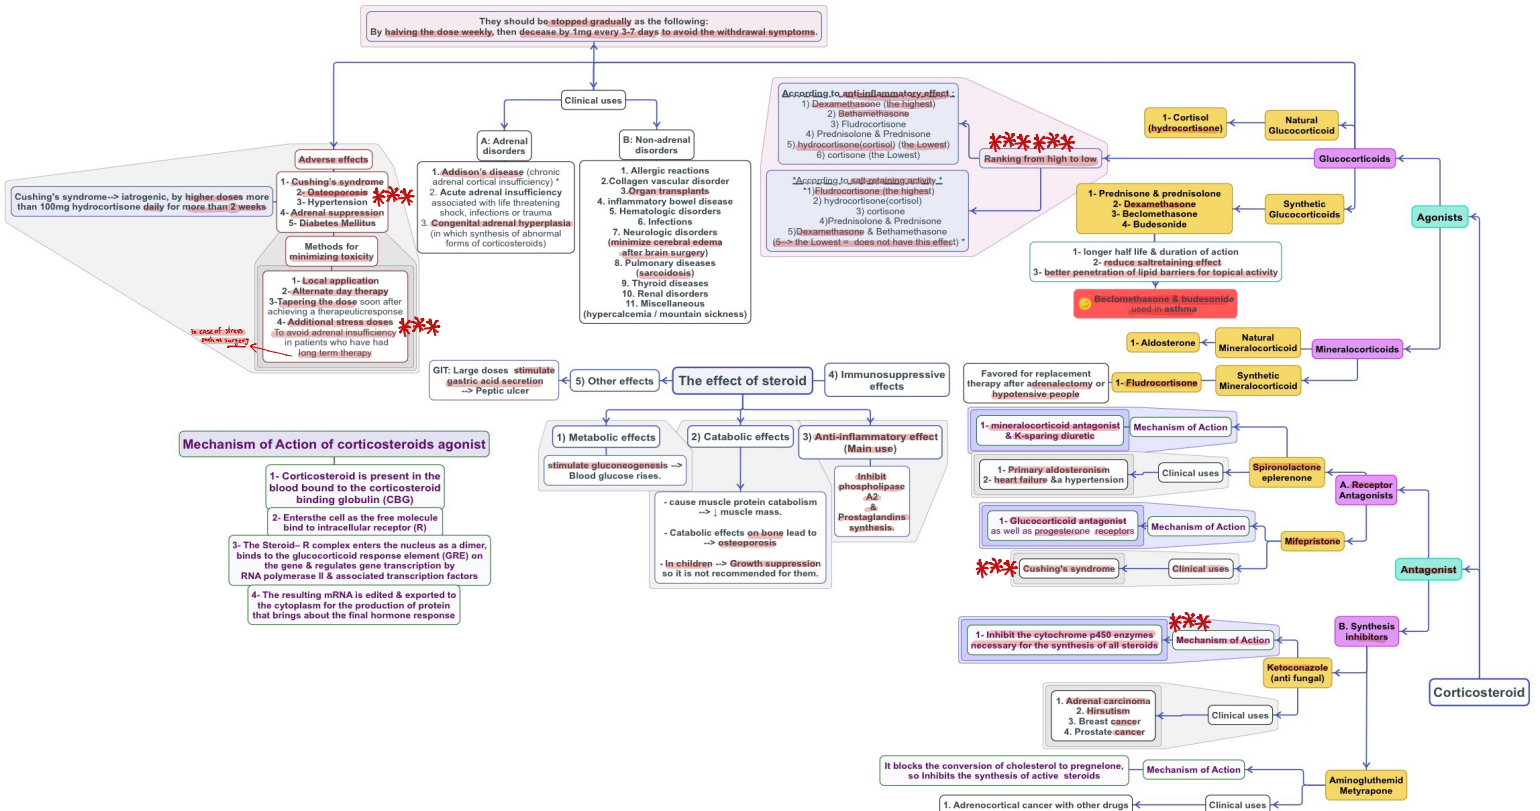 They should be stopped gradually as the following:
By halving the dose weekly, then decease by 1mg every 3-7 days to avoid the withdrawal symptoms.
Clinical uses
A: Adrenal
disorders
1. Addison's disease (chronic
adrenal cortical insufficiency) *
2. Acute adrenal insufficiency
associated with life threatening
shock, infections or trauma
3. Congenital adrenal hyperplasia
(in which synthesis of abnormal
forms of corticosteroids)
B: Non-adrenal
disorders
1. Allergic reactions
2.Collagen vascular disorder
3.Organ transplants
4. inflammatory bowel disease
5. Hematologic disorders
6. Infections
7. Neurologic disorders
(minimize cerebral edema
after brain surgery)
8. Pulmonary diseases
(sarcoidosis)
9. Thyroid diseases
10. Renal disorders
11. Miscellaneous
(hypercalcemia / mountain sickness)
Adverse effects
1- Cushing's syndrome
2- Osteoporosis
3- Hypertension
4- Adrenal suppression
5- Diabetes Mellitus
Cushing's syndrome--> iatrogenic, by higher doses more
than 100mg hydrocortisone daily for more than 2 weeks
Methods for
minimizing toxicity
1- Local application
2- Alternate day therapy
3-Tapering the dose soon after
achieving a therapeuticresponse
4- Additional stress doses
To avoid adrenal insufficiency
in patients who have had
long term therapy
in case of stress
such as surgery
According to anti-inflammatory effect :
1) Dexamethasone (the highest)
2) Bethamethasone
3) Fludrocortisone
4) Prednisolone & Prednisone
5) hydrocortisone(cortisol) (the Lowest)
6) cortisone (the Lowest)
Ranking from high to low
*According to salt-retaining activity *
*1)Fludrocortisone (the highest)
2) hydrocortisone(cortisol)
3) cortisone
4)Prednisolone & Prednisone
5)Dexamethasone & Bethamethasone
(5--> the Lowest = does not have this effect) *
1- Cortisol
(hydrocortisone)
Natural
Glucocorticoid
Glucocorticoids
1- Prednisone & prednisolone
2- Dexamethasone
3- Beclomethasone
4- Budesonide
Synthetic
Glucocorticoids
Agonists
1- longer half life & duration of action
2- reduce saltretaining effect
3- better penetration of lipid barriers for topical activity
Beclomethasone & budesonide
used in asthma
1- Aldosterone
Natural
Mineralocorticoid
Mineralocorticoids
Favored for replacement
therapy after adrenalectomy or
hypotensive people
1- Fludrocortisone
Synthetic
Mineralocorticoid
GIT: Large doses stimulate
gastric acid secretion
--> Peptic ulcer
5) Other effects
The effect of steroid
4) Immunosuppressive
effects
1) Metabolic effects
stimulate gluconeogenesis -->
Blood glucose rises.
2) Catabolic effects
- cause muscle protein catabolism
--> ↓ muscle mass.
- Catabolic effects on bone lead to
--> osteoporosis
- In children --> Growth suppression
so it is not recommended for them.
3) Anti-inflammatory effect
(Main use)
Inhibit
phospholipase
A2
&
Prostaglandins
synthesis.
Mechanism of Action of corticosteroids agonist
1- Corticosteroid is present in the
blood bound to the corticosteroid
binding globulin (CBG)
2- Entersthe cell as the free molecule
bind to intracellular receptor (R)
3- The Steroid– R complex enters the nucleus as a dimer,
binds to the glucocorticoid response element (GRE) on
the gene & regulates gene transcription by
RNA polymerase II & associated transcription factors
4- The resulting mRNA is edited & exported to
the cytoplasm for the production of protein
that brings about the final hormone response
1- mineralocorticoid antagonist
& K-sparing diuretic
Mechanism of Action
1- Primary aldosteronism
2- heart failure &a hypertension
Clinical uses
Spironolactone
eplerenone
A. Receptor
Antagonists
1- Glucocorticoid antagonist
as well as progesterone receptors
Mechanism of Action
Mifepristone
Cushing's syndrome
Clinical uses
Antagonist
1- Inhibit the cytochrome p450 enzymes
necessary for the synthesis of all steroids
Mechanism of Action
B. Synthesis
inhibitors
Ketoconazole
(anti fungal)
1. Adrenal carcinoma
2. Hirsutism
3. Breast cancer
4. Prostate cancer
Clinical uses
Corticosteroid
It blocks the conversion of cholesterol to pregnelone,
so Inhibits the synthesis of active steroids
Mechanism of Action
Aminogluthemid
Metyrapone
1. Adrenocortical cancer with other drugs
Clinical uses